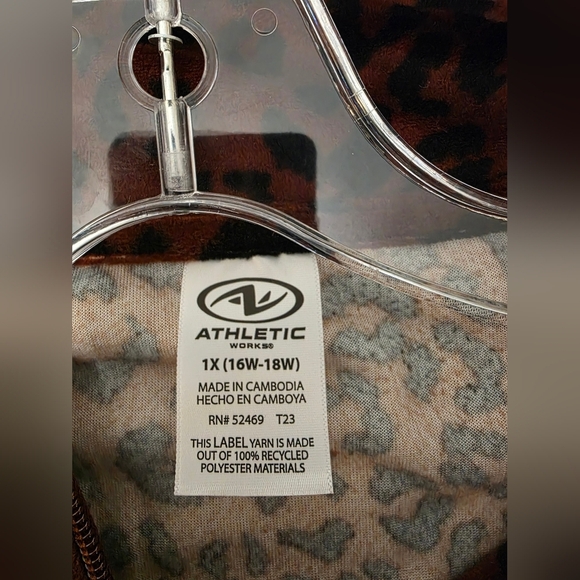 ATHLETIC
WORKS®
1X (16W-18W)
MADE IN CAMBODIA
HECHO EN CAMBOYA
RN# 52469 T23
THIS LABEL YARN IS MADE
OUT OF 100% RECYCLED
POLYESTER MATERIALS